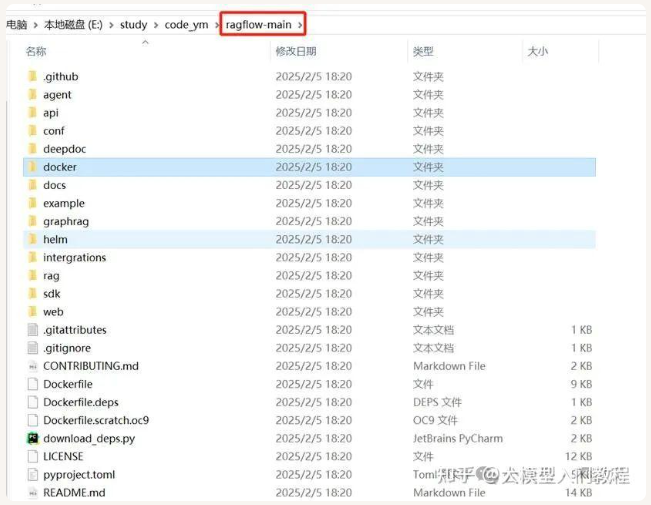 电脑 › 本地磁盘 (E:) › study › code_ym › ragflow-main ›
名称 修改日期 类型 大小
.github 2025/2/5 18:20 文件夹
agent 2025/2/5 18:20 文件夹
api 2025/2/5 18:20 文件夹
conf 2025/2/5 18:20 文件夹
deepdoc 2025/2/5 18:20 文件夹
docker 2025/2/5 18:20 文件夹
docs 2025/2/5 18:20 文件夹
example 2025/2/5 18:20 文件夹
graphrag 2025/2/5 18:20 文件夹
helm 2025/2/5 18:20 文件夹
intergrations 2025/2/5 18:20 文件夹
rag 2025/2/5 18:20 文件夹
sdk 2025/2/5 18:20 文件夹
web 2025/2/5 18:20 文件夹
.gitattributes 2025/2/5 18:20 文本文档 1 KB
.gitignore 2025/2/5 18:20 文本文档 1 KB
CONTRIBUTING.md 2025/2/5 18:20 Markdown File 2 KB
Dockerfile 2025/2/5 18:20 文件 9 KB
Dockerfile.deps 2025/2/5 18:20 DEPS 文件 1 KB
Dockerfile.scratch.oc9 2025/2/5 18:20 OC9 文件 2 KB
download_deps.py 2025/2/5 18:20 JetBrains PyCharm 2 KB
LICENSE 2025/2/5 18:20 文件 12 KB
pyproject.toml 2025/2/5 18:20 KB
知乎 @大模型入门教程
README.md 2025/2/5 18:20 Markdown File 14 KB